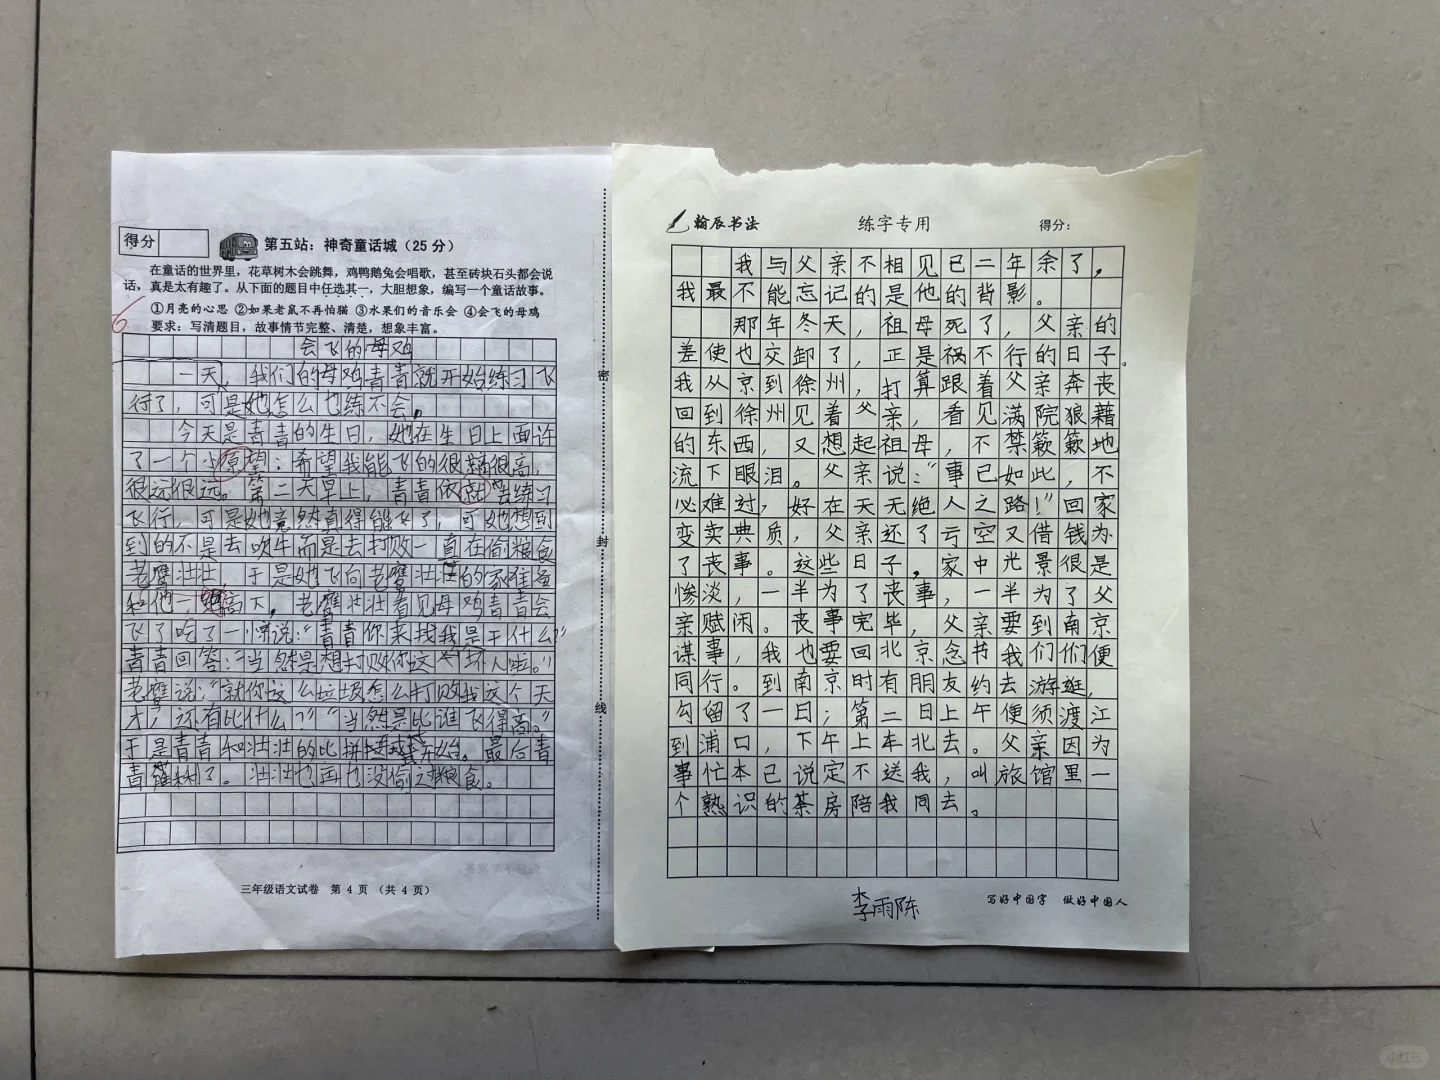 得分
第五站：神奇童话城（25 分）
在童话的世界里，花草树木会跳舞，鸡鸭鹅兔会唱歌，甚至砖块石头都会说
话，真是太有趣了。从下面的题目中任选其一，大胆想象，编写一个童话故事。
①月亮的心思 ②如果老鼠不再怕猫 ③水果们的音乐会 ④会飞的母鸡
要求：写清题目，故事情节完整、清楚，想象丰富。
6
会飞的母鸡
一天，我们的母鸡青青就开始练习飞
行了，可是她怎么也练不会。
今天是青青的生日，她在生日上面许
了一个小愿望：希望我能飞的很高很高，
很远很远。第二天早上，青青依就去练习
飞行，可是她竟然真得能飞了，可她想到
到的不是去吹牛而是去打败一直在偷粮食
老鹰壮壮，于是她飞向老鹰壮壮的家准备
和他一绝高下，老鹰壮壮看见母鸡青青会
飞了吃了一惊说：“青青你来找我是干什么？”
青青回答：“当然是想打败你这个坏人啦。”
老鹰说：“就你这么垃圾怎么打败我这个天
才，还有比什么？”“当然是比谁飞得高。”
于是青青和壮壮的比拼开始。最后青
青了。壮壮也再也没偷过粮食。
三年级语文试卷 第 4 页 （共 4 页）
密
封
线
翰辰书法 练字专用 得分：
我与父亲不相见已二年余了，
我最不能忘记的是他的背影。
那年冬天，祖母死了，父亲的
差使也交卸了，正是祸不行的日子。
我从京到徐州，打算跟着父亲奔丧
回到徐州见着父亲，看见满院狼藉
的东西，又想起祖母，不禁簌簌地
流下眼泪。父亲说：“事已如此，不
必难过，好在天无绝人之路！”回家
变卖典质，父亲还了亏空又借钱为
了丧事。这些日子，家中光景很是
惨淡，一半为了丧事，一半为了父
亲赋闲。丧事完毕，父亲要到南京
谋事，我也要回北京念书我们们便
同行。到南京时有朋友约去游逛，
勾留了一日；第二日上午便须渡江
到浦口，下午上车北去。父亲因为
事忙本已说定不送我，叫旅馆里一
个熟识的茶房陪我同去。
李雨陈
写好中国字 做好中国人
小红书